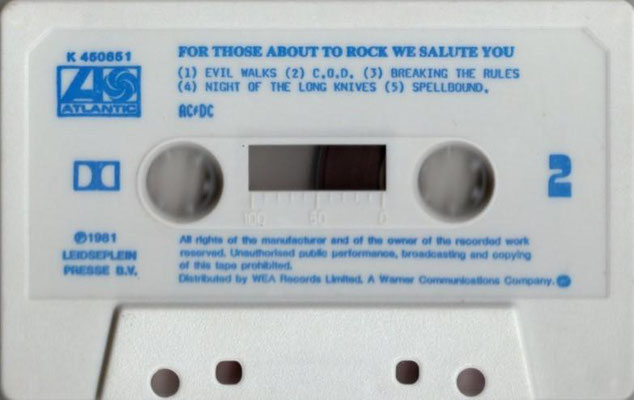 K 450851
FOR THOSE ABOUT TO ROCK WE SALUTE YOU
(1) EVIL WALKS (2) C.O.D. (3) BREAKING THE RULES
(4) NIGHT OF THE LONG KNIVES (5) SPELLBOUND.
ATLANTIC
AC⚡DC
2
100 50 0
℗1981
LEIDSEPLEIN
PRESSE B.V.
All rights of the manufacturer and of the owner of the recorded work
reserved. Unauthorised public performance, broadcasting and copying
of this tape prohibited.
Distributed by WEA Records Limited. A Warner Communications Company.